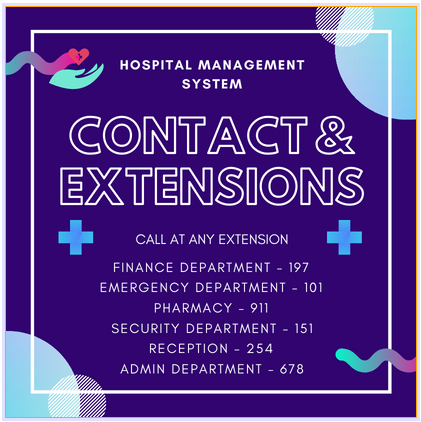 HOSPITAL MANAGEMENT
SYSTEM
CONTACT &
EXTENSIONS
CALL AT ANY EXTENSION
FINANCE DEPARTMENT - 197
EMERGENCY DEPARTMENT - 101
PHARMACY - 911
SECURITY DEPARTMENT - 151
RECEPTION - 254
ADMIN DEPARTMENT - 678